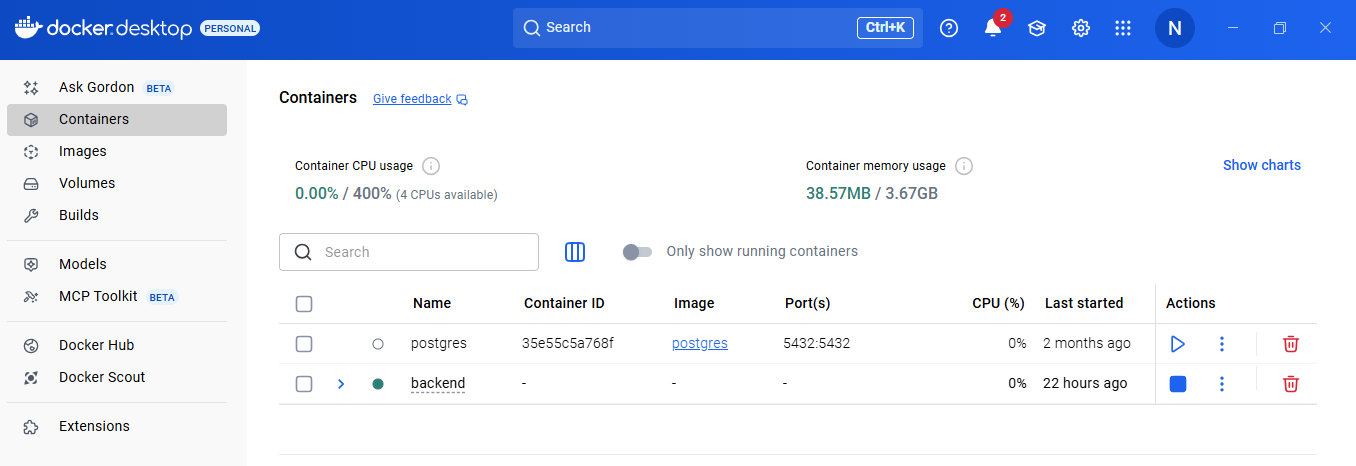 docker.desktop PERSONAL Search Ctrl+K 2 N
Ask Gordon BETA
Containers
Images
Volumes
Builds
Models
MCP Toolkit BETA
Docker Hub
Docker Scout
Extensions
Containers Give feedback
Container CPU usage
0.00% / 400% (4 CPUs available)
Container memory usage
38.57MB / 3.67GB
Show charts
Search Only show running containers
Name Container ID Image Port(s) CPU (%) Last started Actions
postgres 35e55c5a768f postgres 5432:5432 0% 2 months ago
backend - - - 0% 22 hours ago